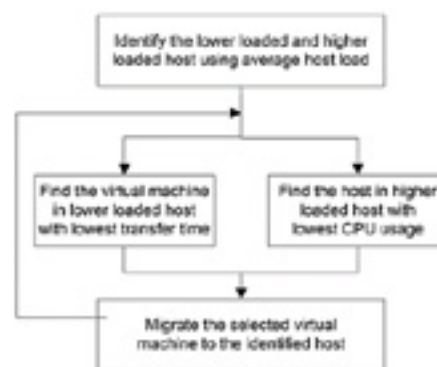 Identify the lower loaded and higher
loaded host using average host load
Find the virtual machine
in lower loaded host
with lowest transfer time
Find the host in higher
loaded host with
lowest CPU usage
Migrate the selected virtual
machine to the identified host